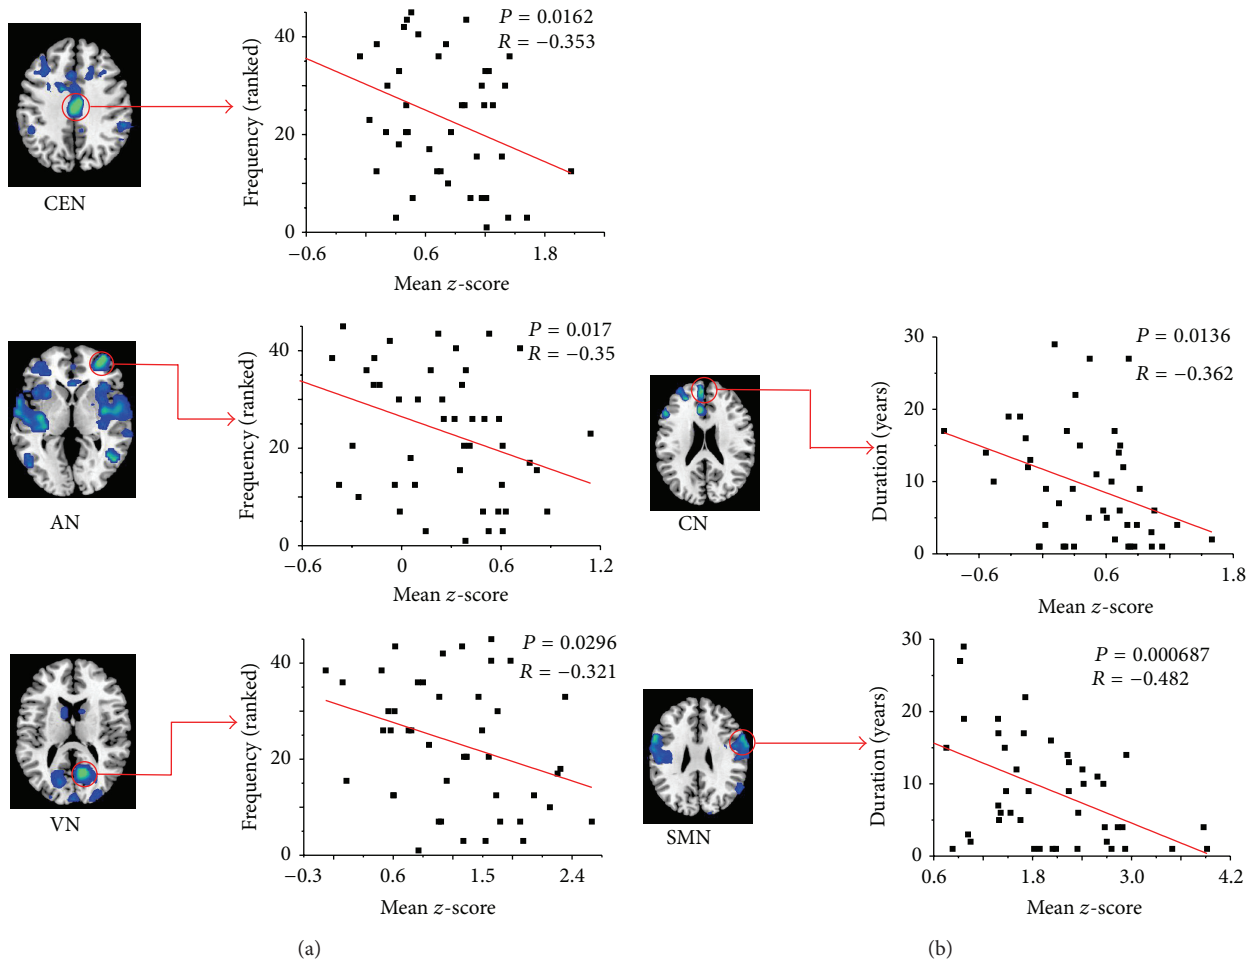 P = 0.0162
R = −0.353
Frequency (ranked)
40
20
0
−0.6
0.6
1.8
Mean z-score
CEN
P = 0.017
R = −0.35
Frequency (ranked)
40
20
0
−0.6
0
0.6
1.2
Mean z-score
AN
P = 0.0296
R = −0.321
Frequency (ranked)
40
20
0
−0.3
0.6
1.5
2.4
Mean z-score
VN
(a)
P = 0.0136
R = −0.362
Duration (years)
30
20
10
0
−0.6
0.6
1.8
Mean z-score
CN
P = 0.000687
R = −0.482
Duration (years)
30
20
10
0
0.6
1.8
3.0
4.2
Mean z-score
SMN
(b)